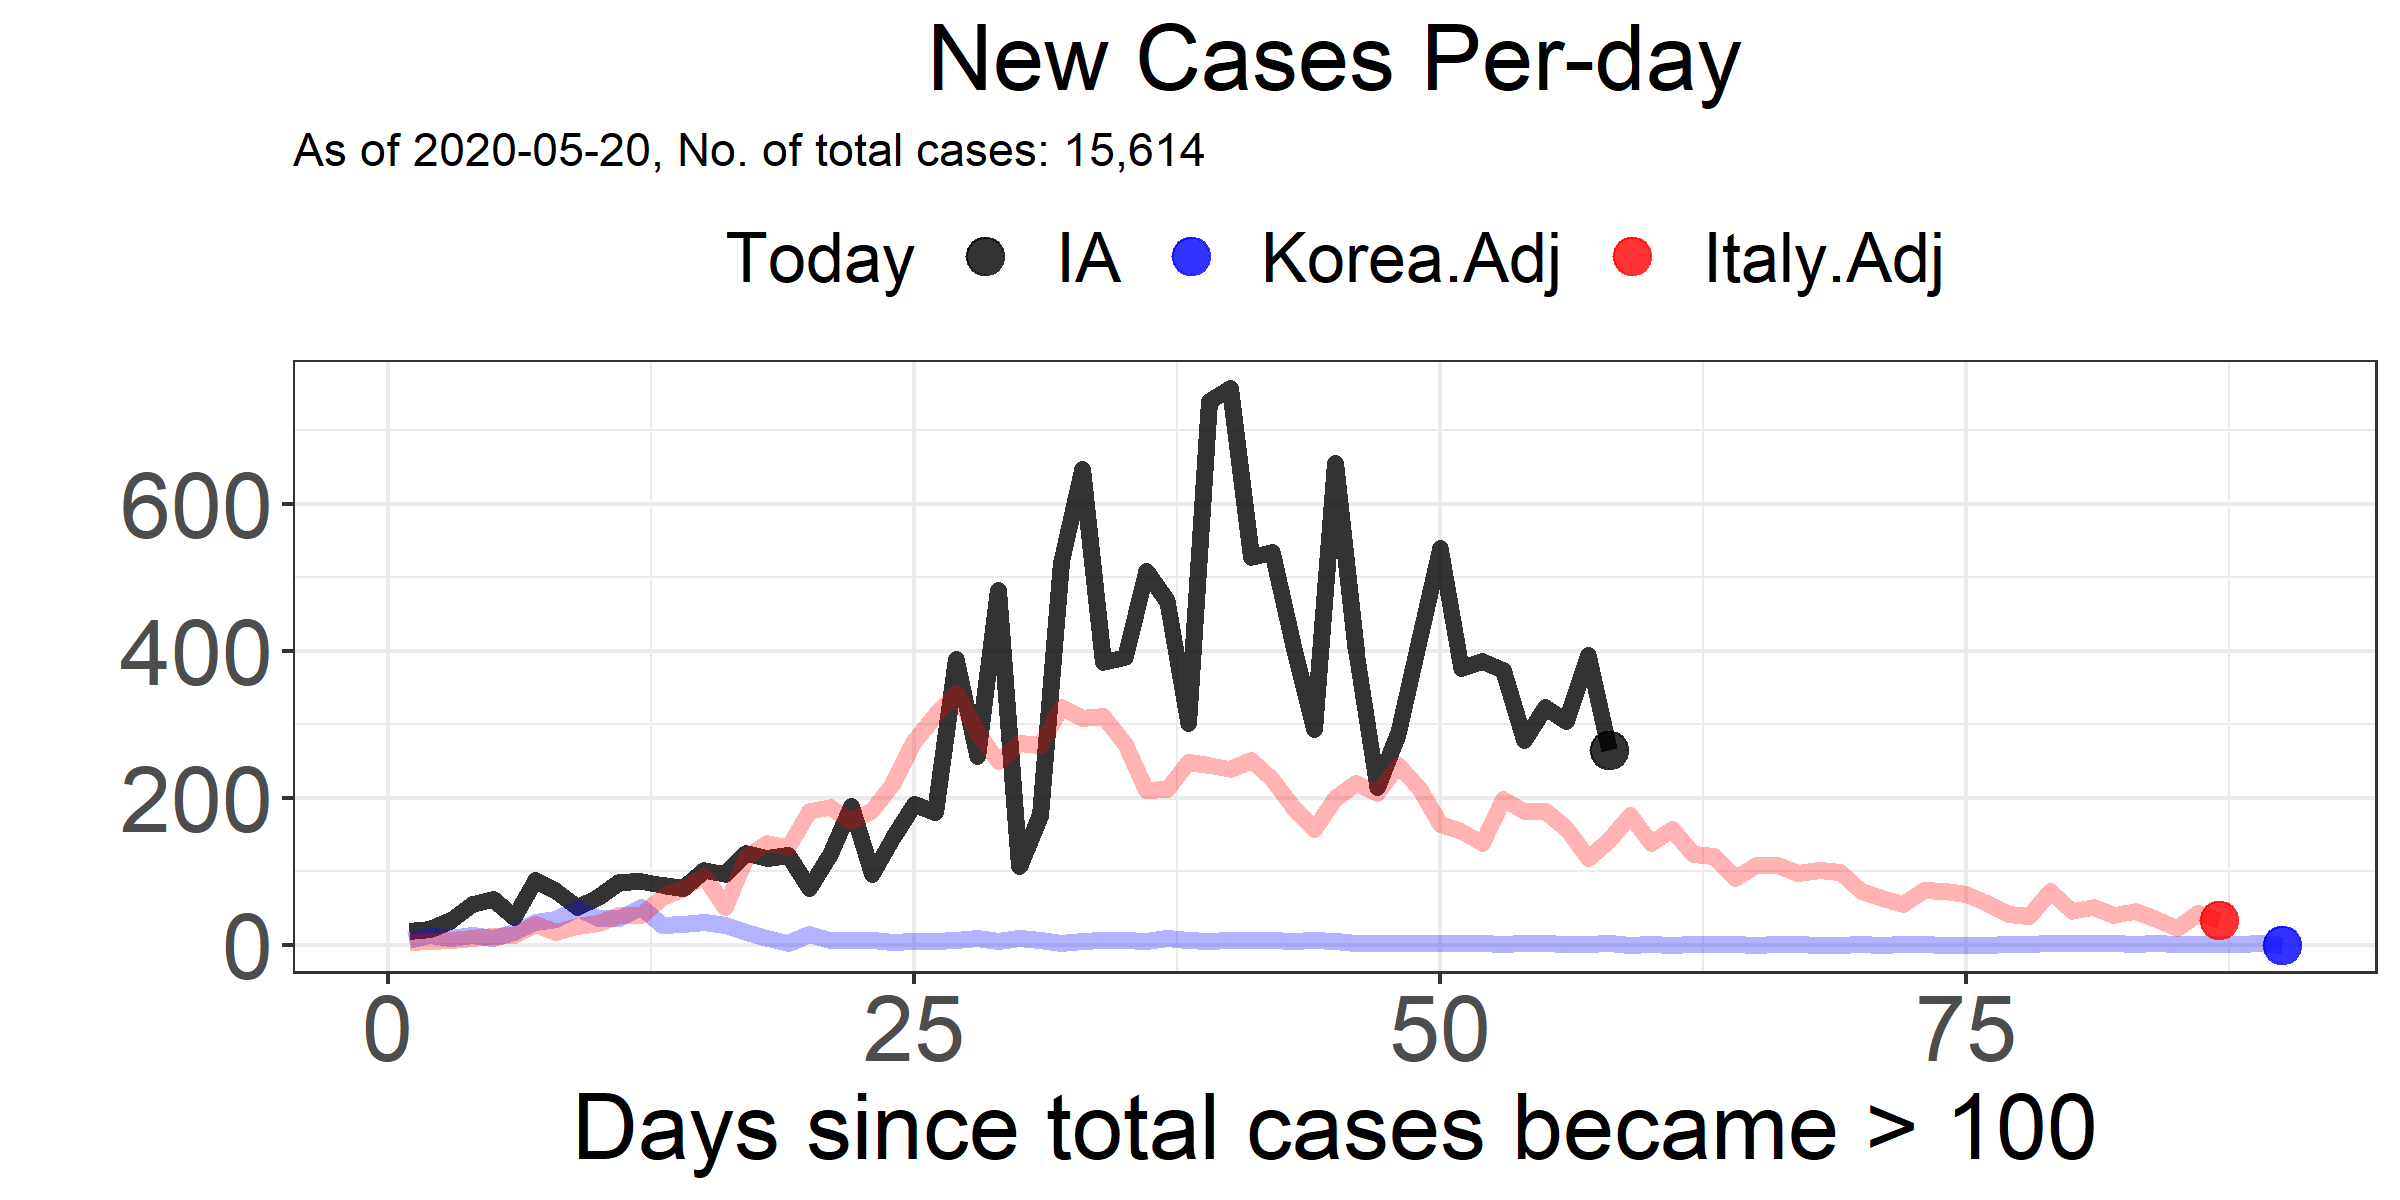 New Cases Per-day
As of 2020-05-20, No. of total cases: 15,614
Today IA Korea.Adj Italy.Adj
600
400
200
0
0 25 50 75
Days since total cases became > 100